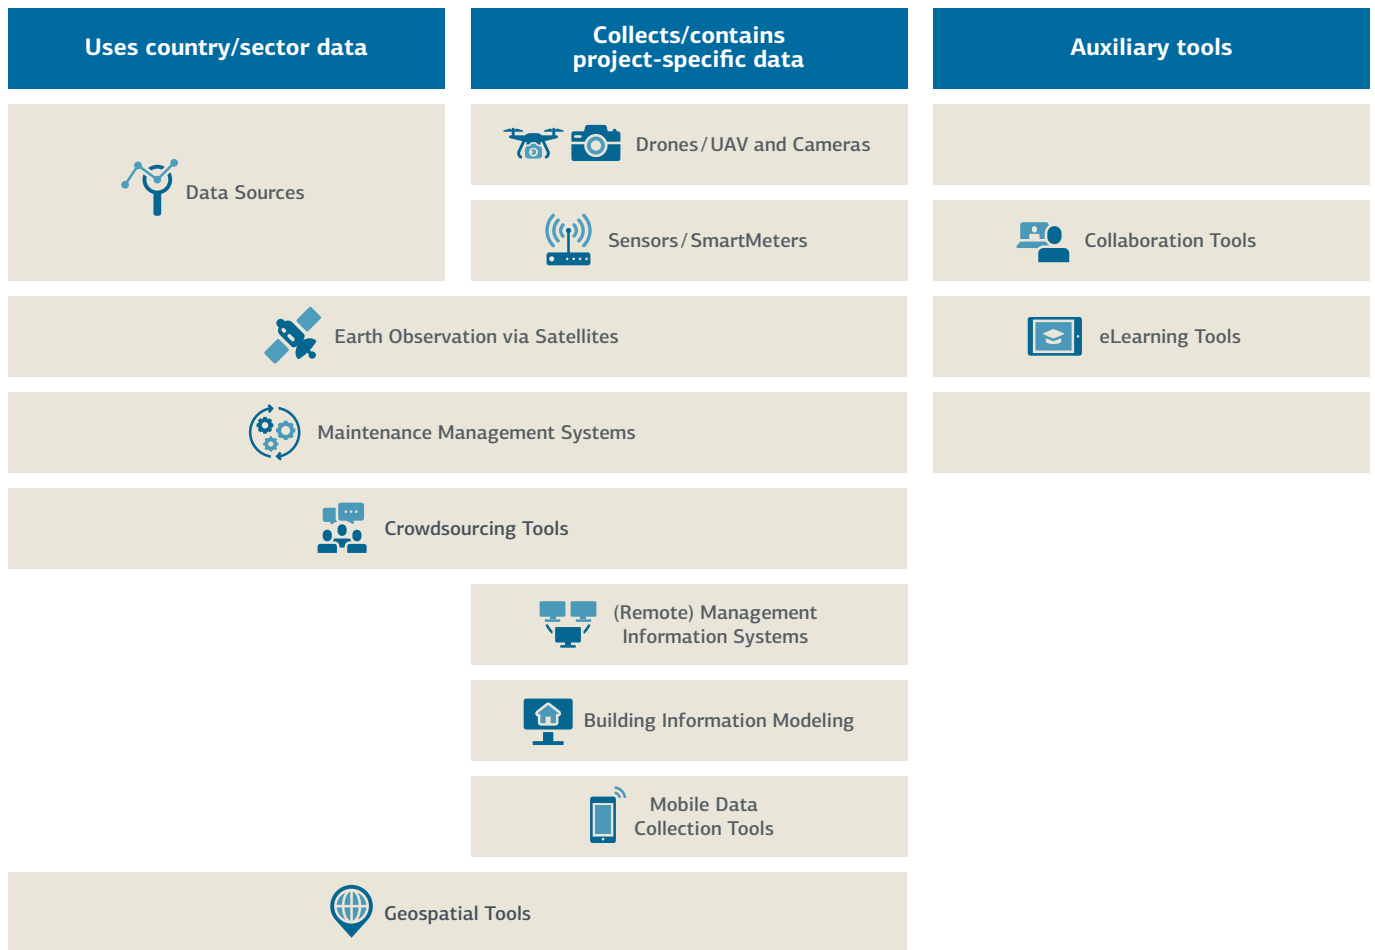 Uses country/sector data
Collects/contains
project-specific data
Auxiliary tools
Data Sources
Drones/UAV and Cameras
Sensors/SmartMeters
Collaboration Tools
Earth Observation via Satellites
eLearning Tools
Maintenance Management Systems
Crowdsourcing Tools
(Remote) Management
Information Systems
Building Information Modeling
Mobile Data
Collection Tools
Geospatial Tools